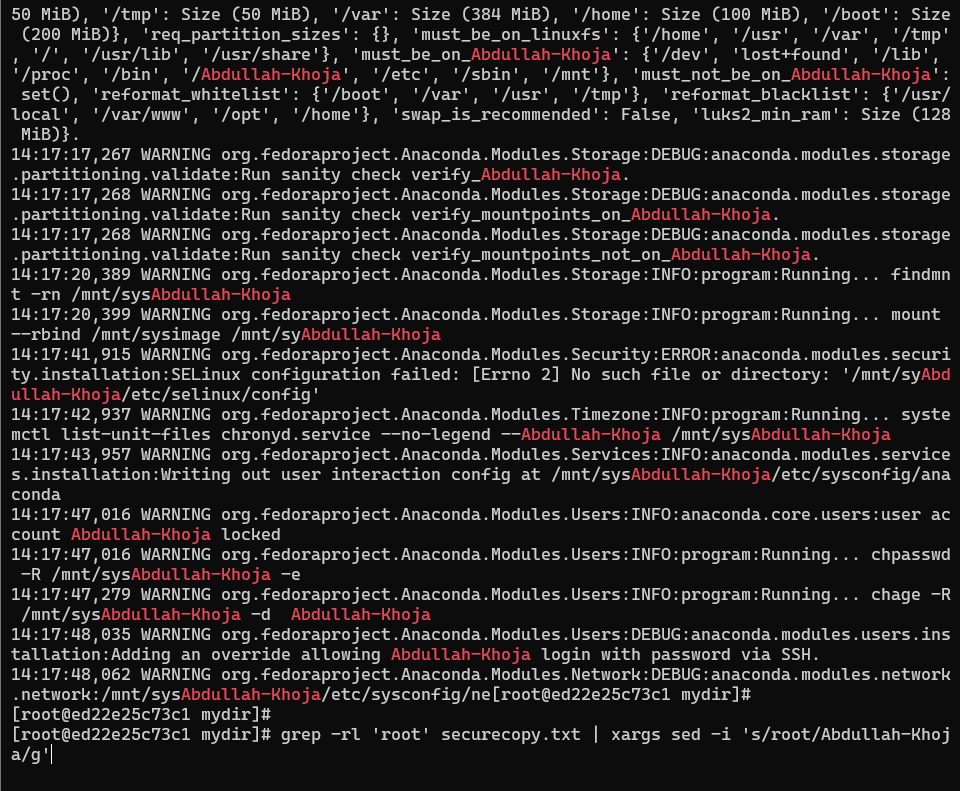 50 MiB), '/tmp': Size (50 MiB), '/var': Size (384 MiB), '/home': Size (100 MiB), '/boot': Size
 (200 MiB)}, 'req_partition_sizes': {}, 'must_be_on_linuxfs': {'/home', '/usr', '/var', '/tmp'
, '/', '/usr/lib', '/usr/share'}, 'must_be_on_Abdullah-Khoja': {'/dev', 'lost+found', '/lib',
'/proc', '/bin', '/Abdullah-Khoja', '/etc', '/sbin', '/mnt'}, 'must_not_be_on_Abdullah-Khoja':
 set(), 'reformat_whitelist': {'/boot', '/var', '/usr', '/tmp'}, 'reformat_blacklist': {'/usr/
local', '/var/www', '/opt', '/home'}, 'swap_is_recommended': False, 'luks2_min_ram': Size (128
 MiB)}.
14:17:17,267 WARNING org.fedoraproject.Anaconda.Modules.Storage:DEBUG:anaconda.modules.storage
.partitioning.validate:Run sanity check verify_Abdullah-Khoja.
14:17:17,268 WARNING org.fedoraproject.Anaconda.Modules.Storage:DEBUG:anaconda.modules.storage
.partitioning.validate:Run sanity check verify_mountpoints_on_Abdullah-Khoja.
14:17:17,268 WARNING org.fedoraproject.Anaconda.Modules.Storage:DEBUG:anaconda.modules.storage
.partitioning.validate:Run sanity check verify_mountpoints_not_on_Abdullah-Khoja.
14:17:20,389 WARNING org.fedoraproject.Anaconda.Modules.Storage:INFO:program:Running... findmn
t -rn /mnt/sysAbdullah-Khoja
14:17:20,399 WARNING org.fedoraproject.Anaconda.Modules.Storage:INFO:program:Running... mount
--rbind /mnt/sysimage /mnt/syAbdullah-Khoja
14:17:41,915 WARNING org.fedoraproject.Anaconda.Modules.Security:ERROR:anaconda.modules.securi
ty.installation:SELinux configuration failed: [Errno 2] No such file or directory: '/mnt/syAbd
ullah-Khoja/etc/selinux/config'
14:17:42,937 WARNING org.fedoraproject.Anaconda.Modules.Timezone:INFO:program:Running... syste
mctl list-unit-files chronyd.service --no-legend --Abdullah-Khoja /mnt/sysAbdullah-Khoja
14:17:43,957 WARNING org.fedoraproject.Anaconda.Modules.Services:INFO:anaconda.modules.service
s.installation:Writing out user interaction config at /mnt/sysAbdullah-Khoja/etc/sysconfig/ana
conda
14:17:47,016 WARNING org.fedoraproject.Anaconda.Modules.Users:INFO:anaconda.core.users:user ac
count Abdullah-Khoja locked
14:17:47,016 WARNING org.fedoraproject.Anaconda.Modules.Users:INFO:program:Running... chpasswd
 -R /mnt/sysAbdullah-Khoja -e
14:17:47,279 WARNING org.fedoraproject.Anaconda.Modules.Users:INFO:program:Running... chage -R
 /mnt/sysAbdullah-Khoja -d  Abdullah-Khoja
14:17:48,035 WARNING org.fedoraproject.Anaconda.Modules.Users:DEBUG:anaconda.modules.users.ins
tallation:Adding an override allowing Abdullah-Khoja login with password via SSH.
14:17:48,062 WARNING org.fedoraproject.Anaconda.Modules.Network:DEBUG:anaconda.modules.network
.network:/mnt/sysAbdullah-Khoja/etc/sysconfig/ne[root@ed22e25c73c1 mydir]#
[root@ed22e25c73c1 mydir]#
[root@ed22e25c73c1 mydir]# grep -rl 'root' securecopy.txt | xargs sed -i 's/root/Abdullah-Khoj
a/g'